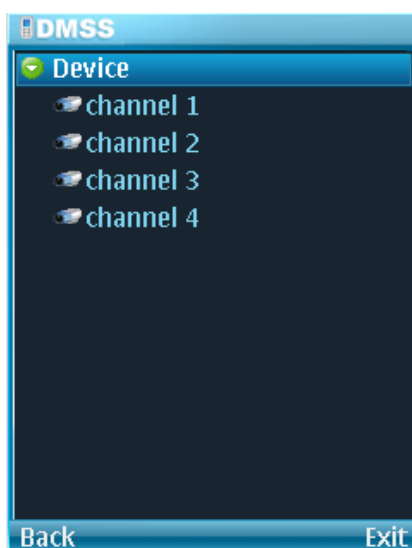 DMSS
Device
channel 1
channel 2
channel 3
channel 4
Back Exit